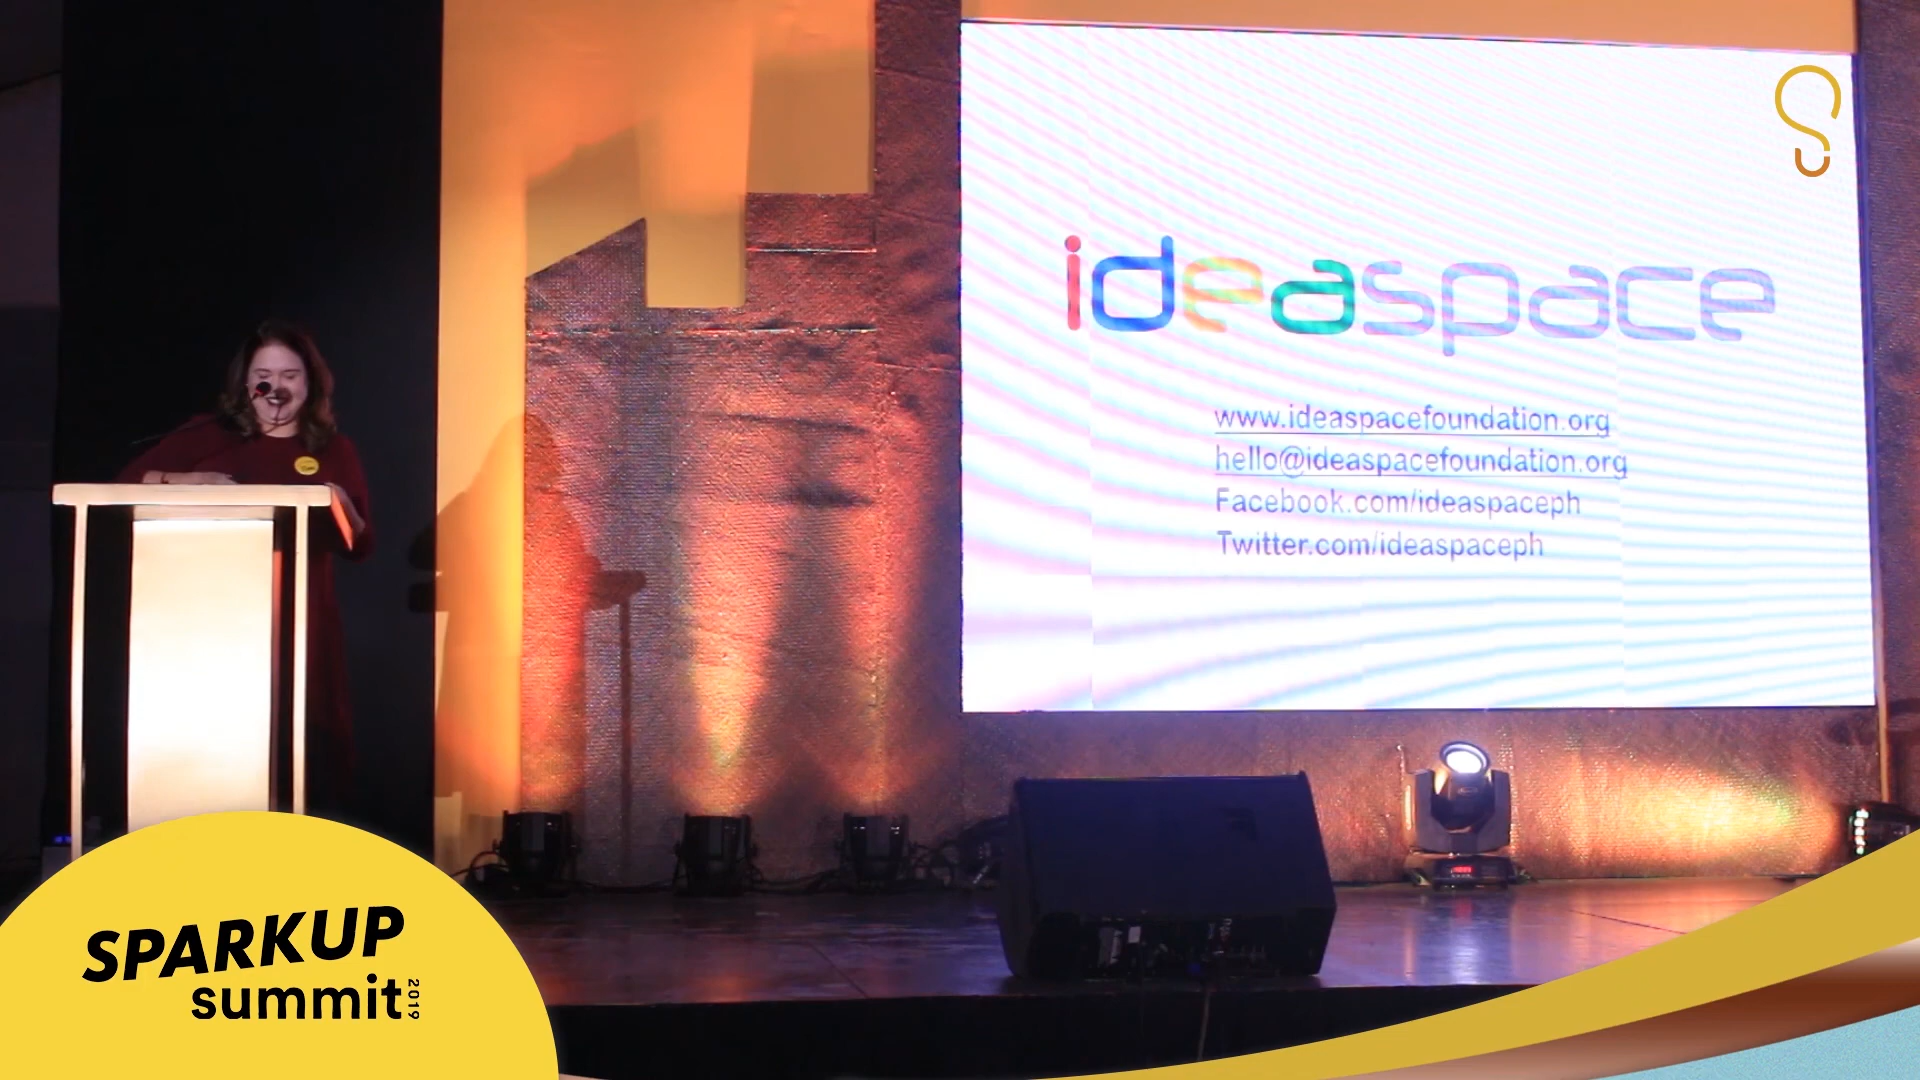 ideaspace
www.ideaspacefoundation.org
hello@ideaspacefoundation.org
Facebook.com/ideaspaceph
Twitter.com/ideaspaceph
SPARKUP
summit 2019